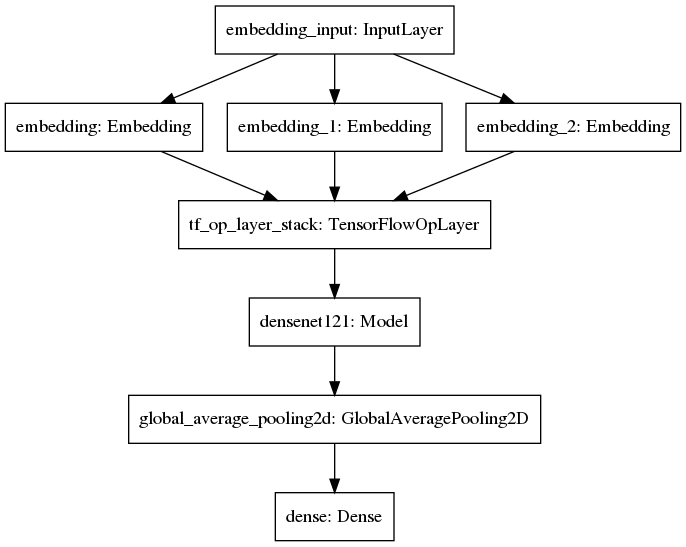 embedding_input: InputLayer
embedding: Embedding
embedding_1: Embedding
embedding_2: Embedding
tf_op_layer_stack: TensorFlowOpLayer
densenet121: Model
global_average_pooling2d: GlobalAveragePooling2D
dense: Dense